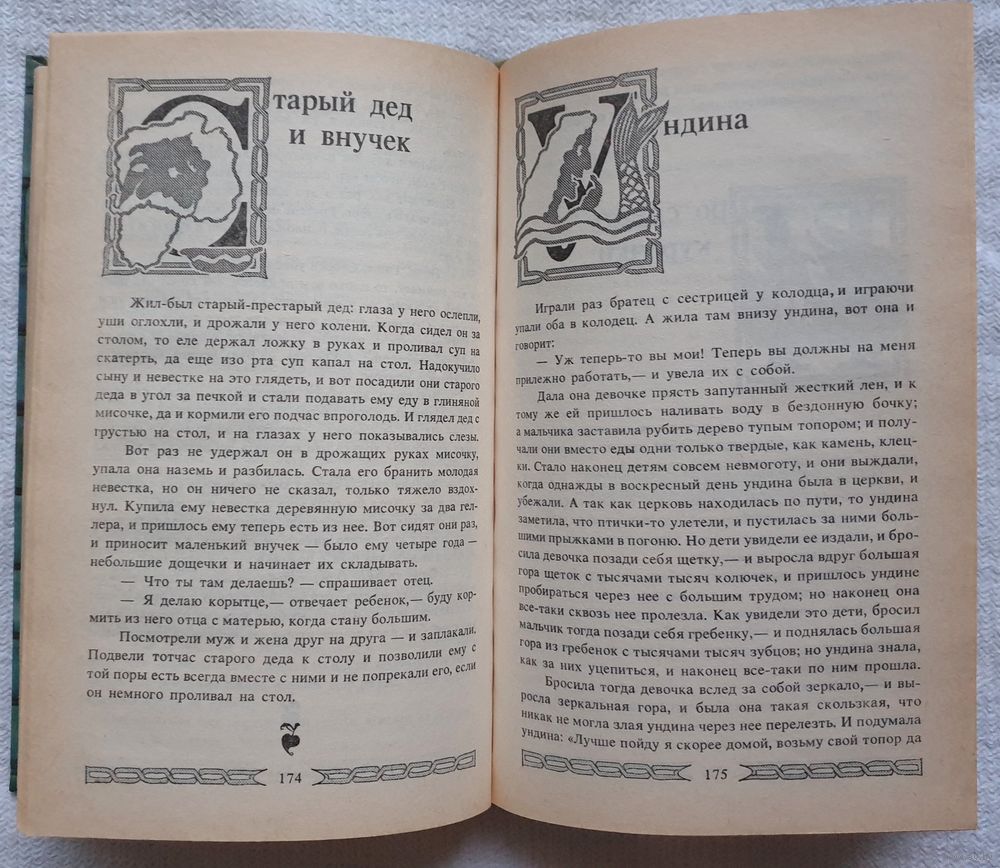 Старый дед
и внучек
Жил-был старый-престарый дед: глаза у него ослепли,
уши оглохли, и дрожали у него колени. Когда сидел он за
столом, то еле держал ложку в руках и проливал суп на
скатерть, да еще изо рта суп капал на стол. Надокучило
сыну и невестке на это глядеть, и вот посадили они старого
деда в угол за печкой и стали подавать ему еду в глиняной
мисочке, да и кормили его подчас впроголодь. И глядел дед с
грустью на стол, и на глазах у него показывались слезы.
Вот раз не удержал он в дрожащих руках мисочку,
упала она наземь и разбилась. Стала его бранить молодая
невестка, но он ничего не сказал, только тяжело вздох-
нул. Купила ему невестка деревянную мисочку за два гел-
лера, и пришлось ему теперь есть из нее. Вот сидят они раз,
и приносит маленький внучек — было ему четыре года —
небольшие дощечки и начинает их складывать.
— Что ты там делаешь? — спрашивает отец.
— Я делаю корытце,— отвечает ребенок,— буду кор-
мить из него отца с матерью, когда стану большим.
Посмотрели муж и жена друг на друга — и заплакали.
Подвели тотчас старого деда к столу и позволили ему с
той поры есть всегда вместе с ними и не попрекали его, если
он немного проливал на стол.
174
Ундина
Играли раз братец с сестрицей у колодца, и играючи
упали оба в колодец. А жила там внизу ундина, вот она и
говорит:
— Уж теперь-то вы мои! Теперь вы должны на меня
прилежно работать,— и увела их с собой.
Дала она девочке прясть запутанный жесткий лен, и к
тому же ей пришлось наливать воду в бездонную бочку;
а мальчика заставила рубить дерево тупым топором; и полу-
чали они вместо еды одни только твердые, как камень, клец-
ки. Стало наконец детям совсем невмоготу, и они выждали,
когда однажды в воскресный день ундина была в церкви, и
убежали. А так как церковь находилась по пути, то ундина
заметила, что птички-то улетели, и пустилась за ними боль-
шими прыжками в погоню. Но дети увидели ее издали, и бро-
сила девочка позади себя щетку,— и выросла вдруг большая
гора щеток с тысячами тысяч колючек, и пришлось ундине
пробираться через нее с большим трудом; но наконец она
все-таки сквозь нее пролезла. Как увидели это дети, бросил
мальчик тогда позади себя гребенку,— и поднялась большая
гора из гребенок с тысячами тысяч зубцов; но ундина знала,
как за них уцепиться, и наконец все-таки по ним прошла.
Бросила тогда девочка вслед за собой зеркало,— и вы-
росла зеркальная гора, и была она такая скользкая, что
никак не могла злая ундина через нее перелезть. И подумала
ундина: «Лучше пойду я скорее домой, возьму свой топор да
175